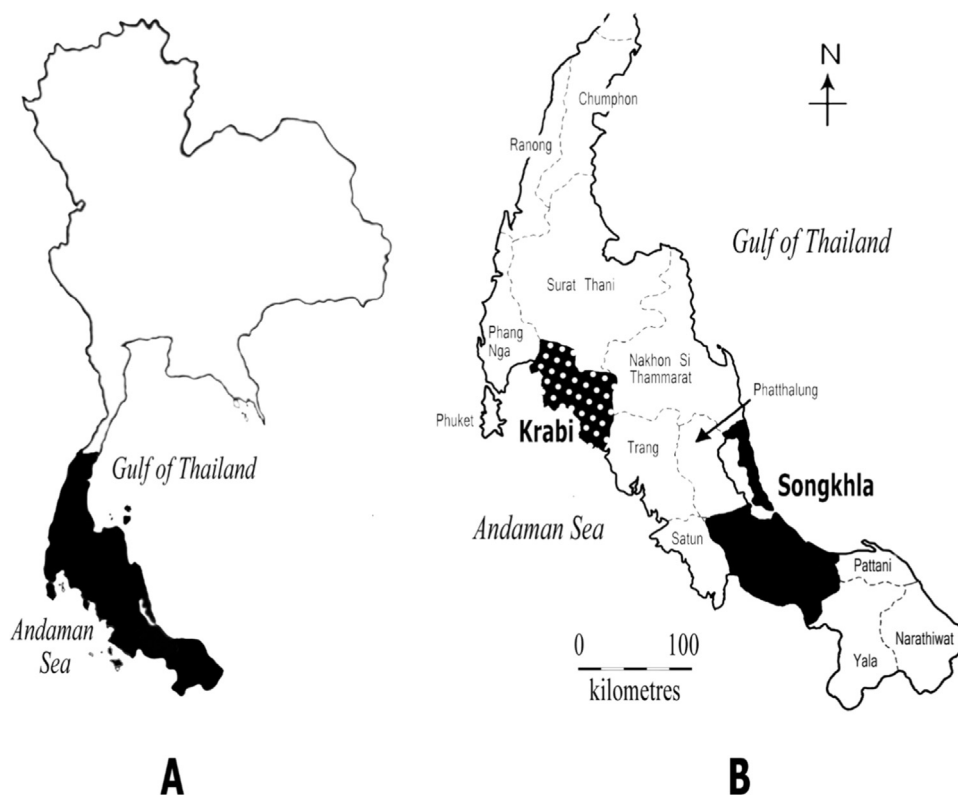 Gulf of Thailand
Andaman
Sea
A
N
Chumphon
Ranong
Gulf of Thailand
Surat Thani
Phang
Nga
Nakhon Si
Thammarat
Phatthalung
Phuket
Krabi
Trang
Songkhla
Andaman Sea
Satun
Pattani
Narathiwat
Yala
0 100
kilometres
B